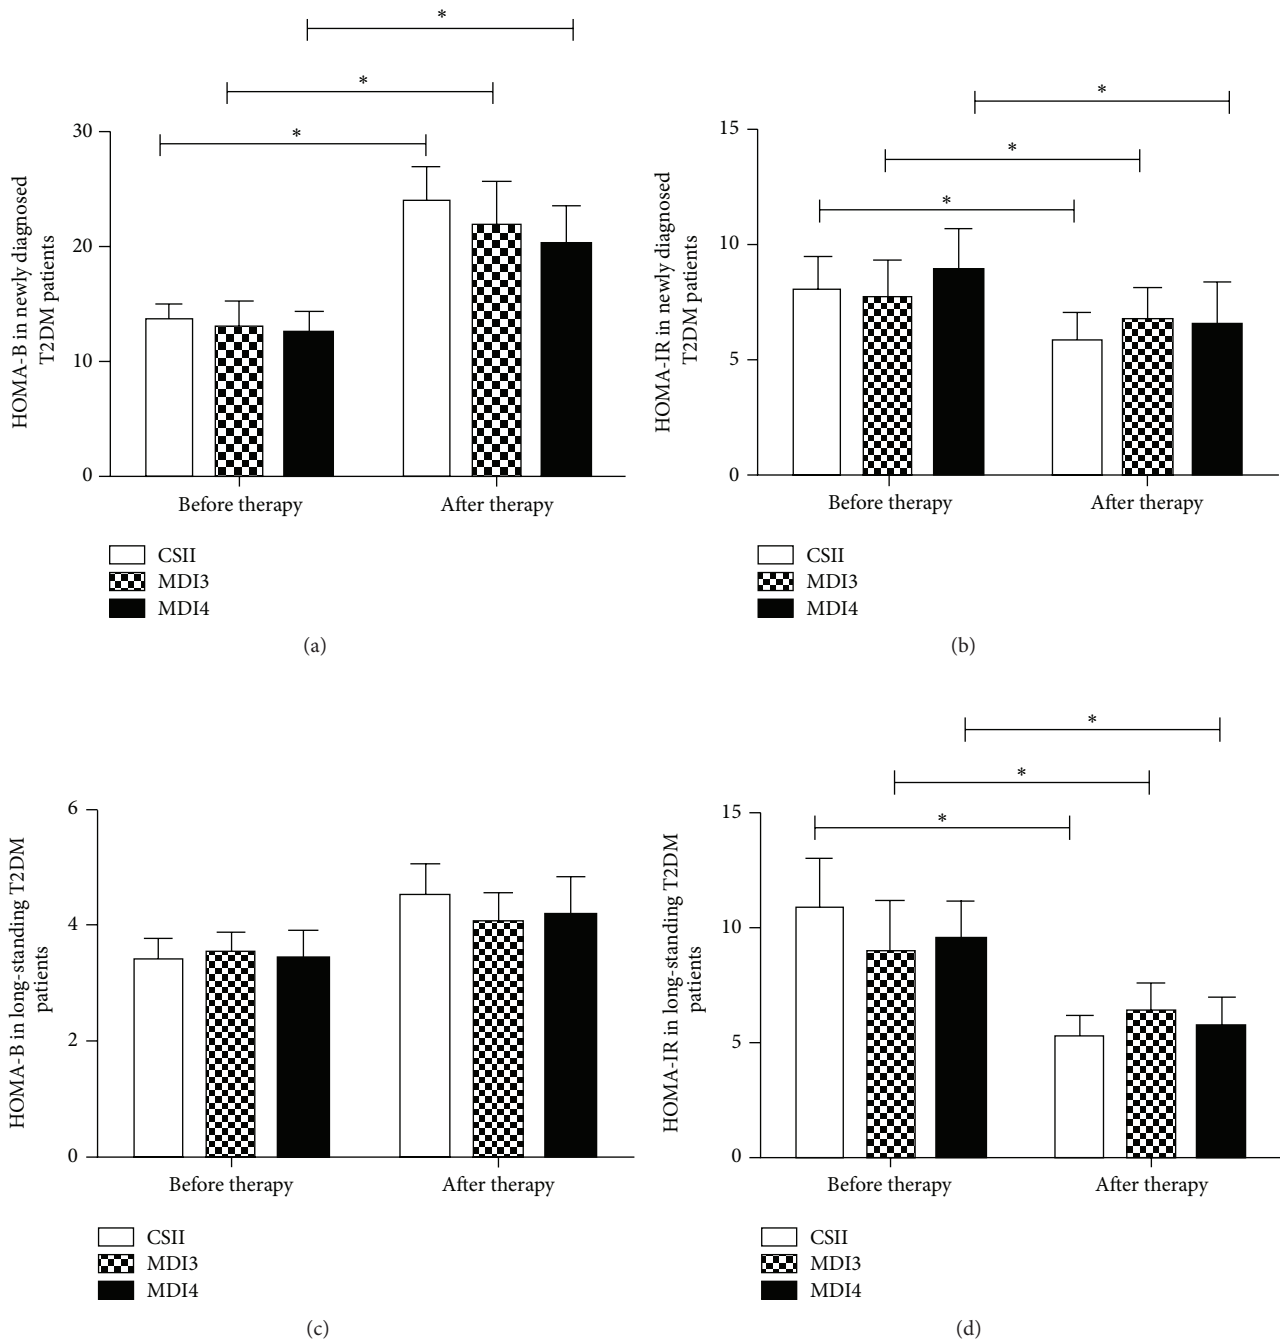 *
*
*
30
20
10
0
HOMA-B in newly diagnosed
T2DM patients
Before therapy
After therapy
CSII
MDI3
MDI4
(a)
*
*
*
15
10
5
0
HOMA-IR in newly diagnosed
T2DM patients
Before therapy
After therapy
CSII
MDI3
MDI4
(b)
6
4
2
0
HOMA-B in long-standing T2DM
patients
Before therapy
After therapy
CSII
MDI3
MDI4
(c)
*
*
*
15
10
5
0
HOMA-IR in long-standing T2DM
patients
Before therapy
After therapy
CSII
MDI3
MDI4
(d)